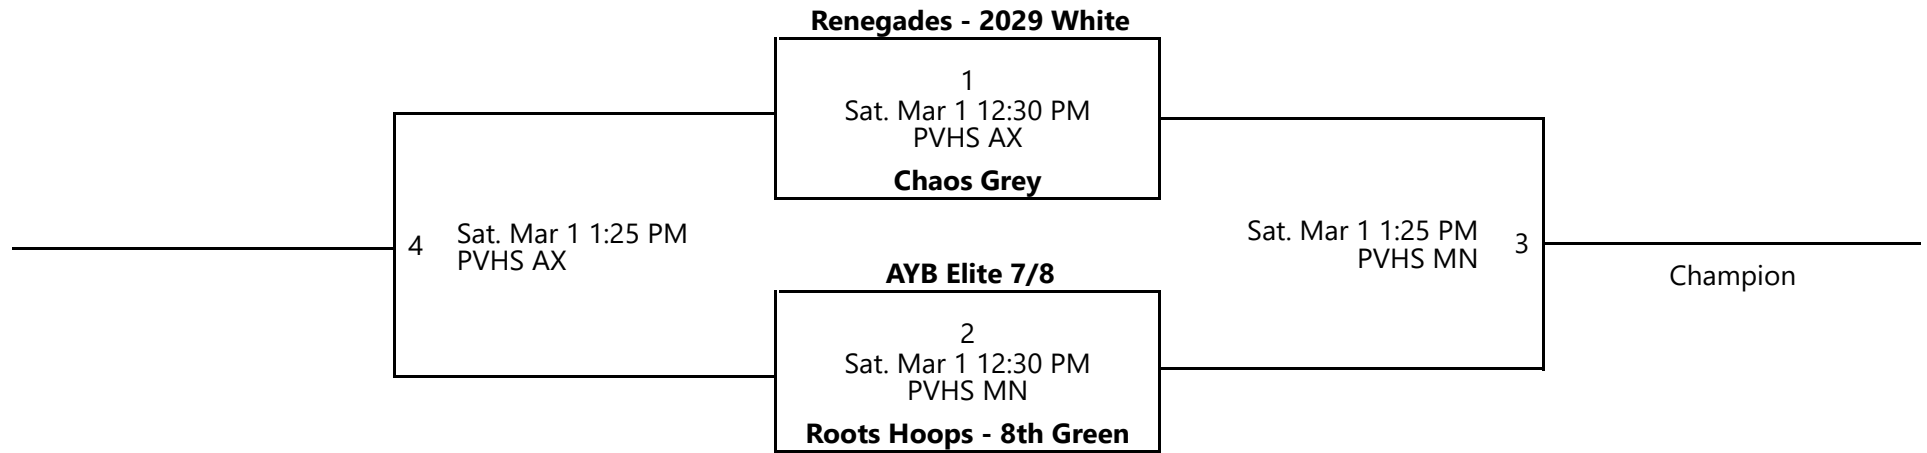 Renegades - 2029 White
1
Sat. Mar 1 12:30 PM
PVHS AX
Chaos Grey
4
Sat. Mar 1 1:25 PM
PVHS AX
Sat. Mar 1 1:25 PM
PVHS MN
3
Champion
AYB Elite 7/8
2
Sat. Mar 1 12:30 PM
PVHS MN
Roots Hoops - 8th Green